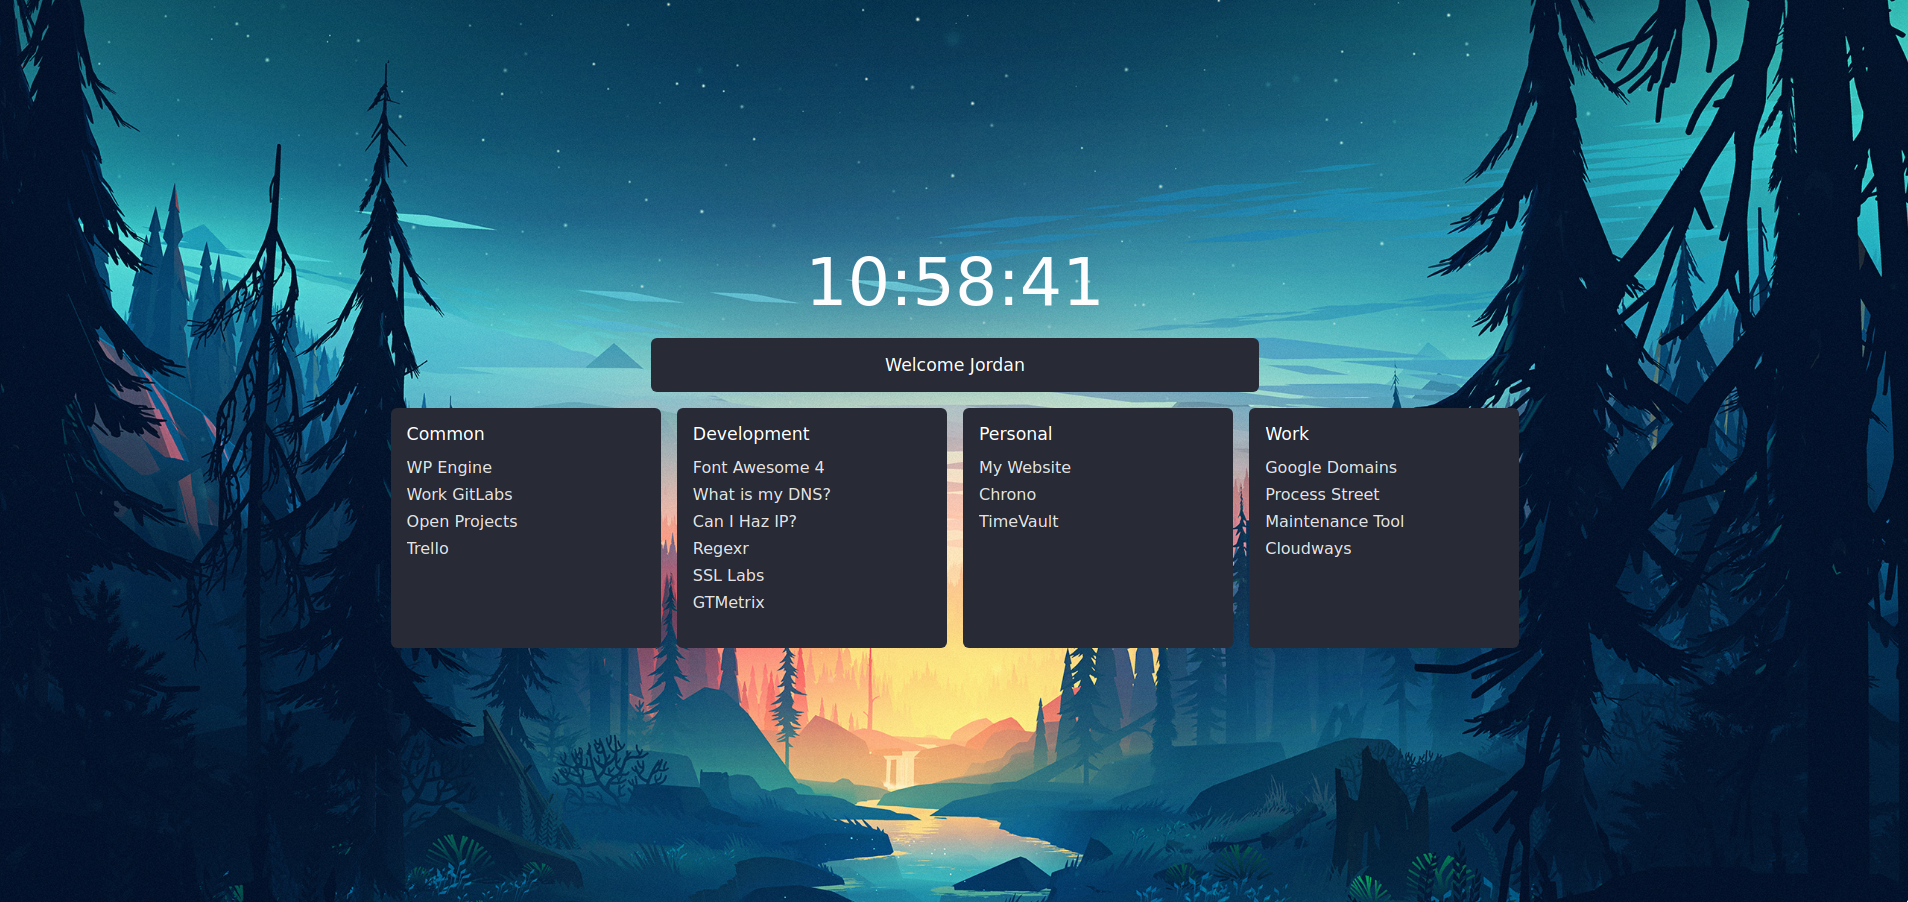 10:58:41
Welcome Jordan
Common
WP Engine
Work GitLabs
Open Projects
Trello
Development
Font Awesome 4
What is my DNS?
Can I Haz IP?
Regexr
SSL Labs
GTMetrix
Personal
My Website
Chrono
TimeVault
Work
Google Domains
Process Street
Maintenance Tool
Cloudways